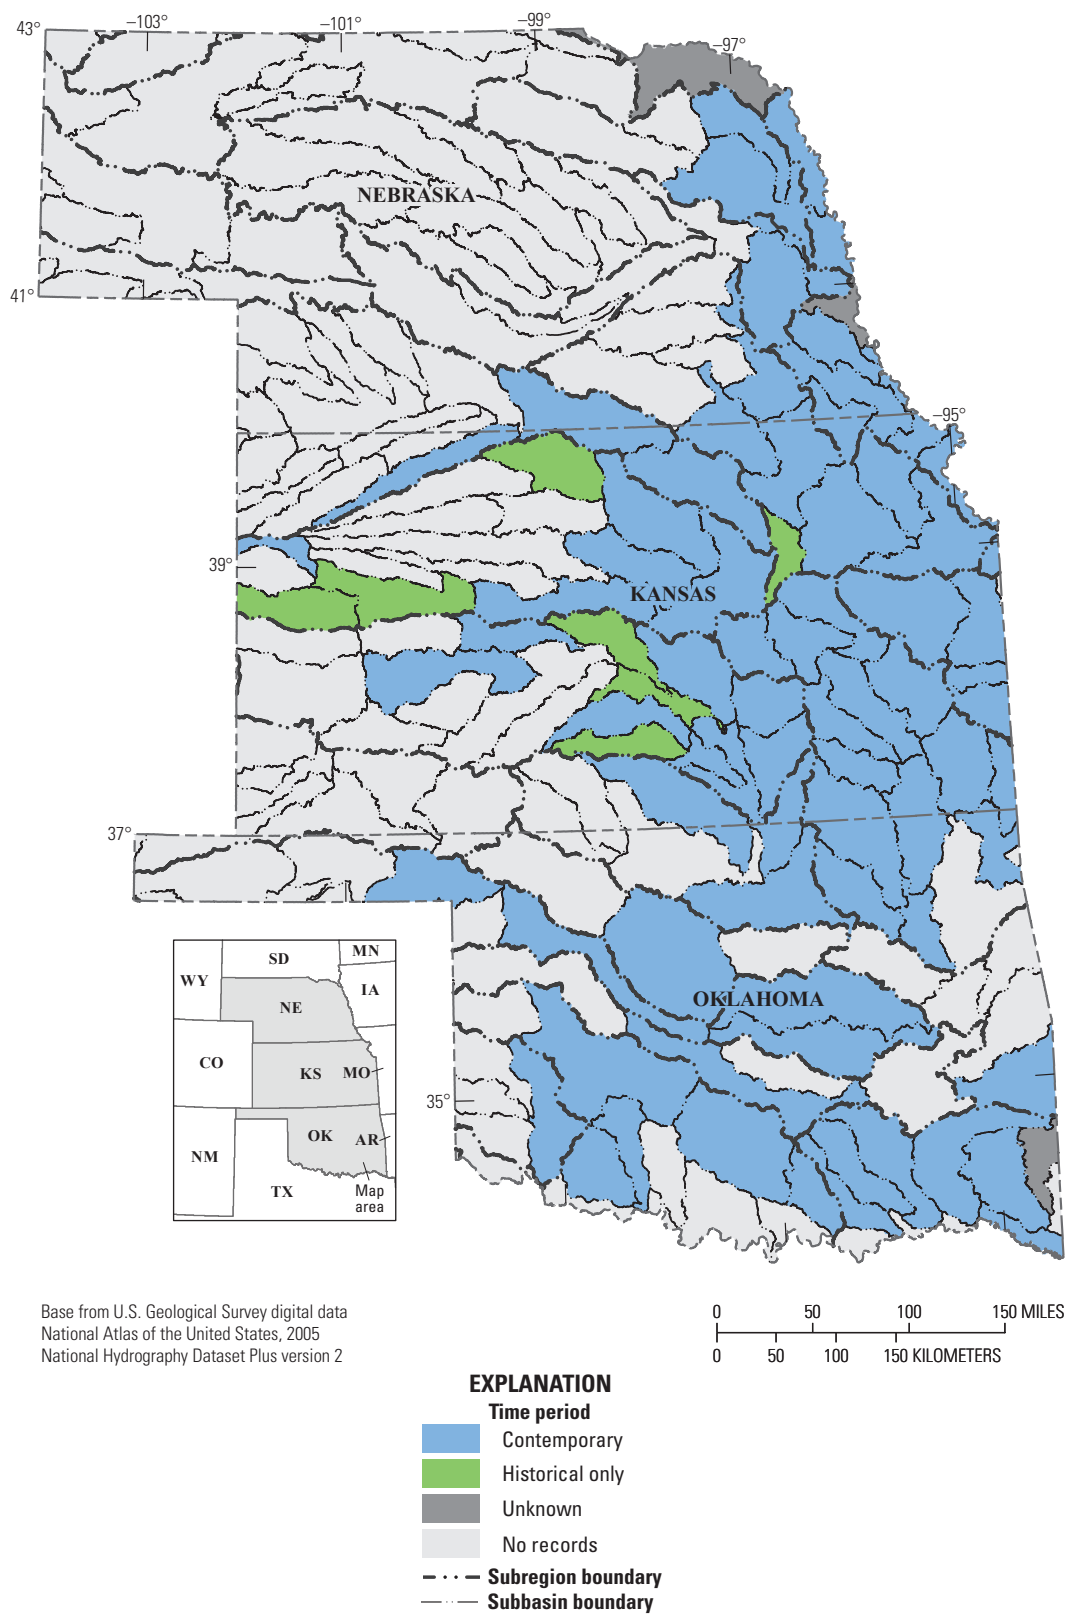 43°
–103°
–101°
–99°
–97°
NEBRASKA
41°
–95°
39°
KANSAS
37°
OKLAHOMA
35°
SD
MN
WY
IA
NE
CO
KS
MO
OK
AR
NM
TX
Map
area
Base from U.S. Geological Survey digital data
National Atlas of the United States, 2005
National Hydrography Dataset Plus version 2
0 50 100 150 MILES
0 50 100 150 KILOMETERS
EXPLANATION
Time period
Contemporary
Historical only
Unknown
No records
Subregion boundary
Subbasin boundary